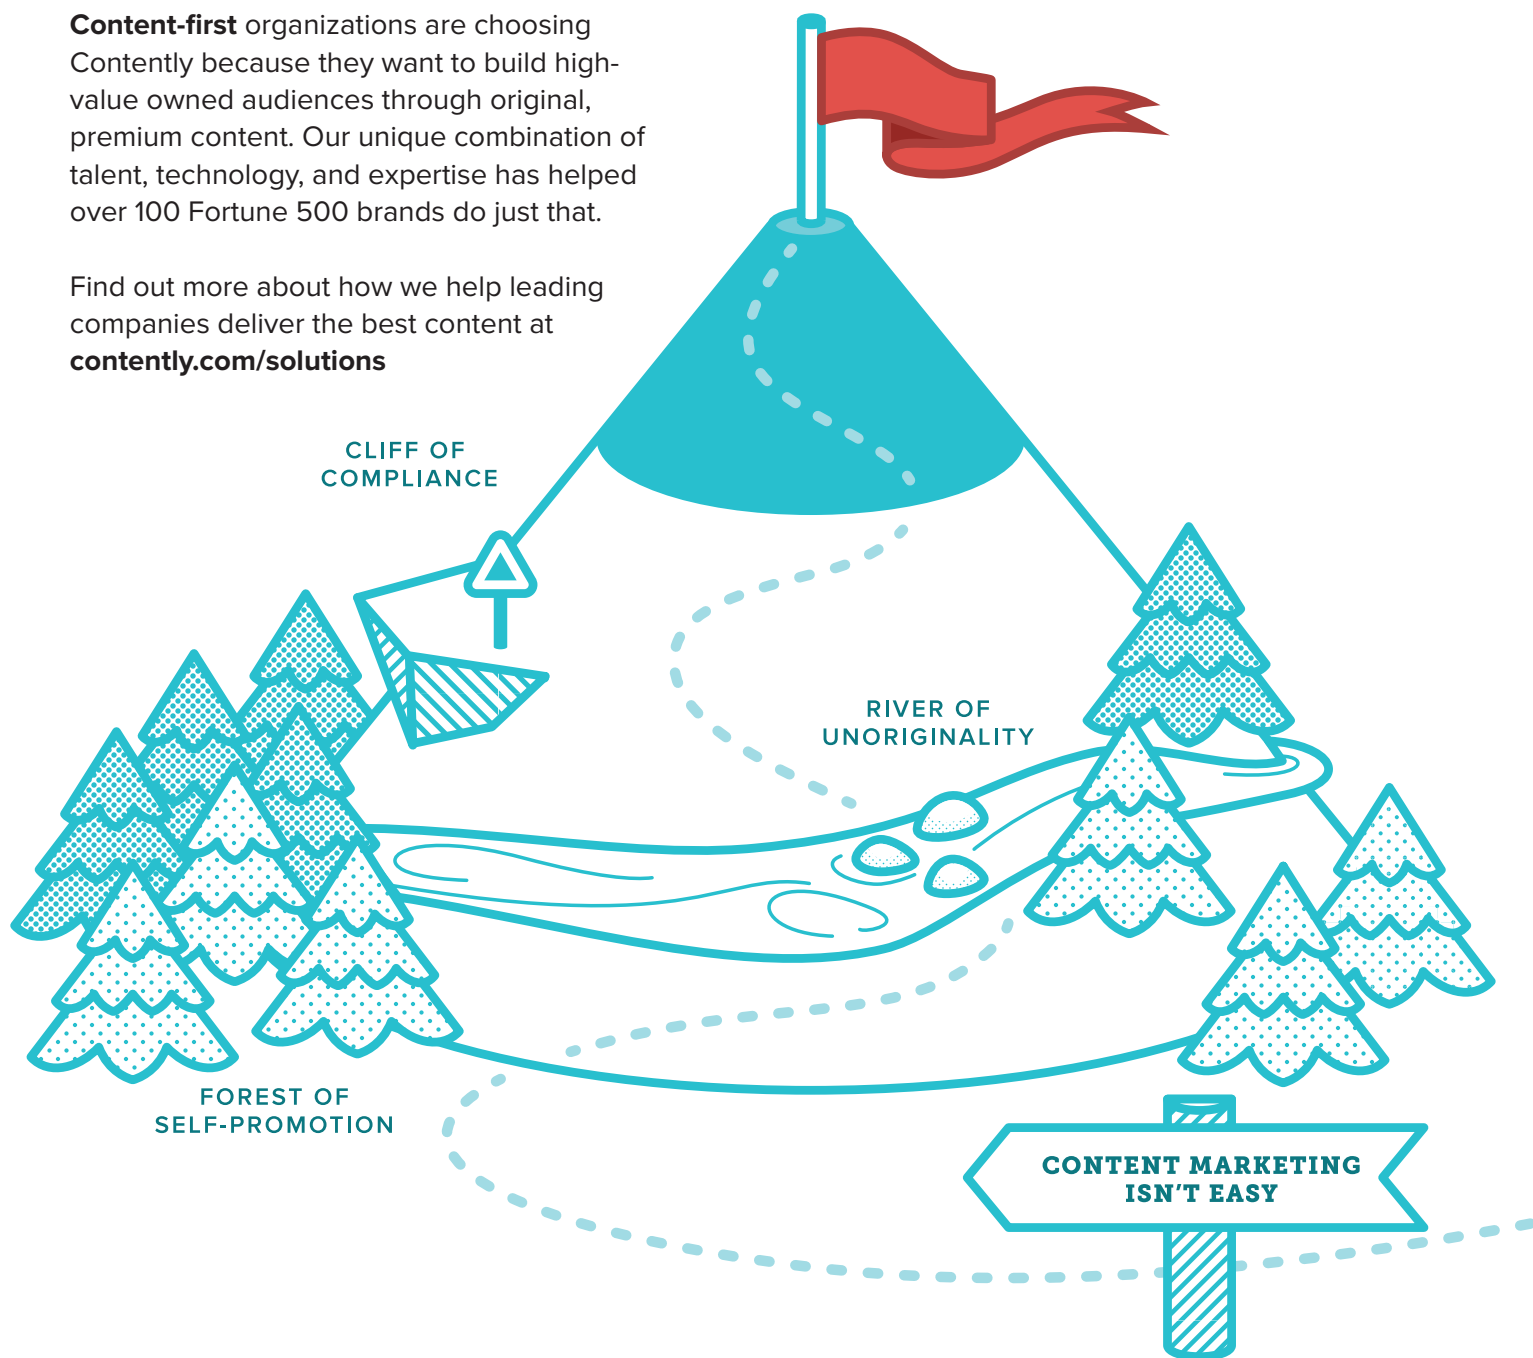 Content-first organizations are choosing
Contently because they want to build high-
value owned audiences through original,
premium content. Our unique combination of
talent, technology, and expertise has helped
over 100 Fortune 500 brands do just that.
Find out more about how we help leading
companies deliver the best content at
contently.com/solutions
CLIFF OF
COMPLIANCE
RIVER OF
UNORIGINALITY
FOREST OF
SELF-PROMOTION
CONTENT MARKETING
ISN'T EASY